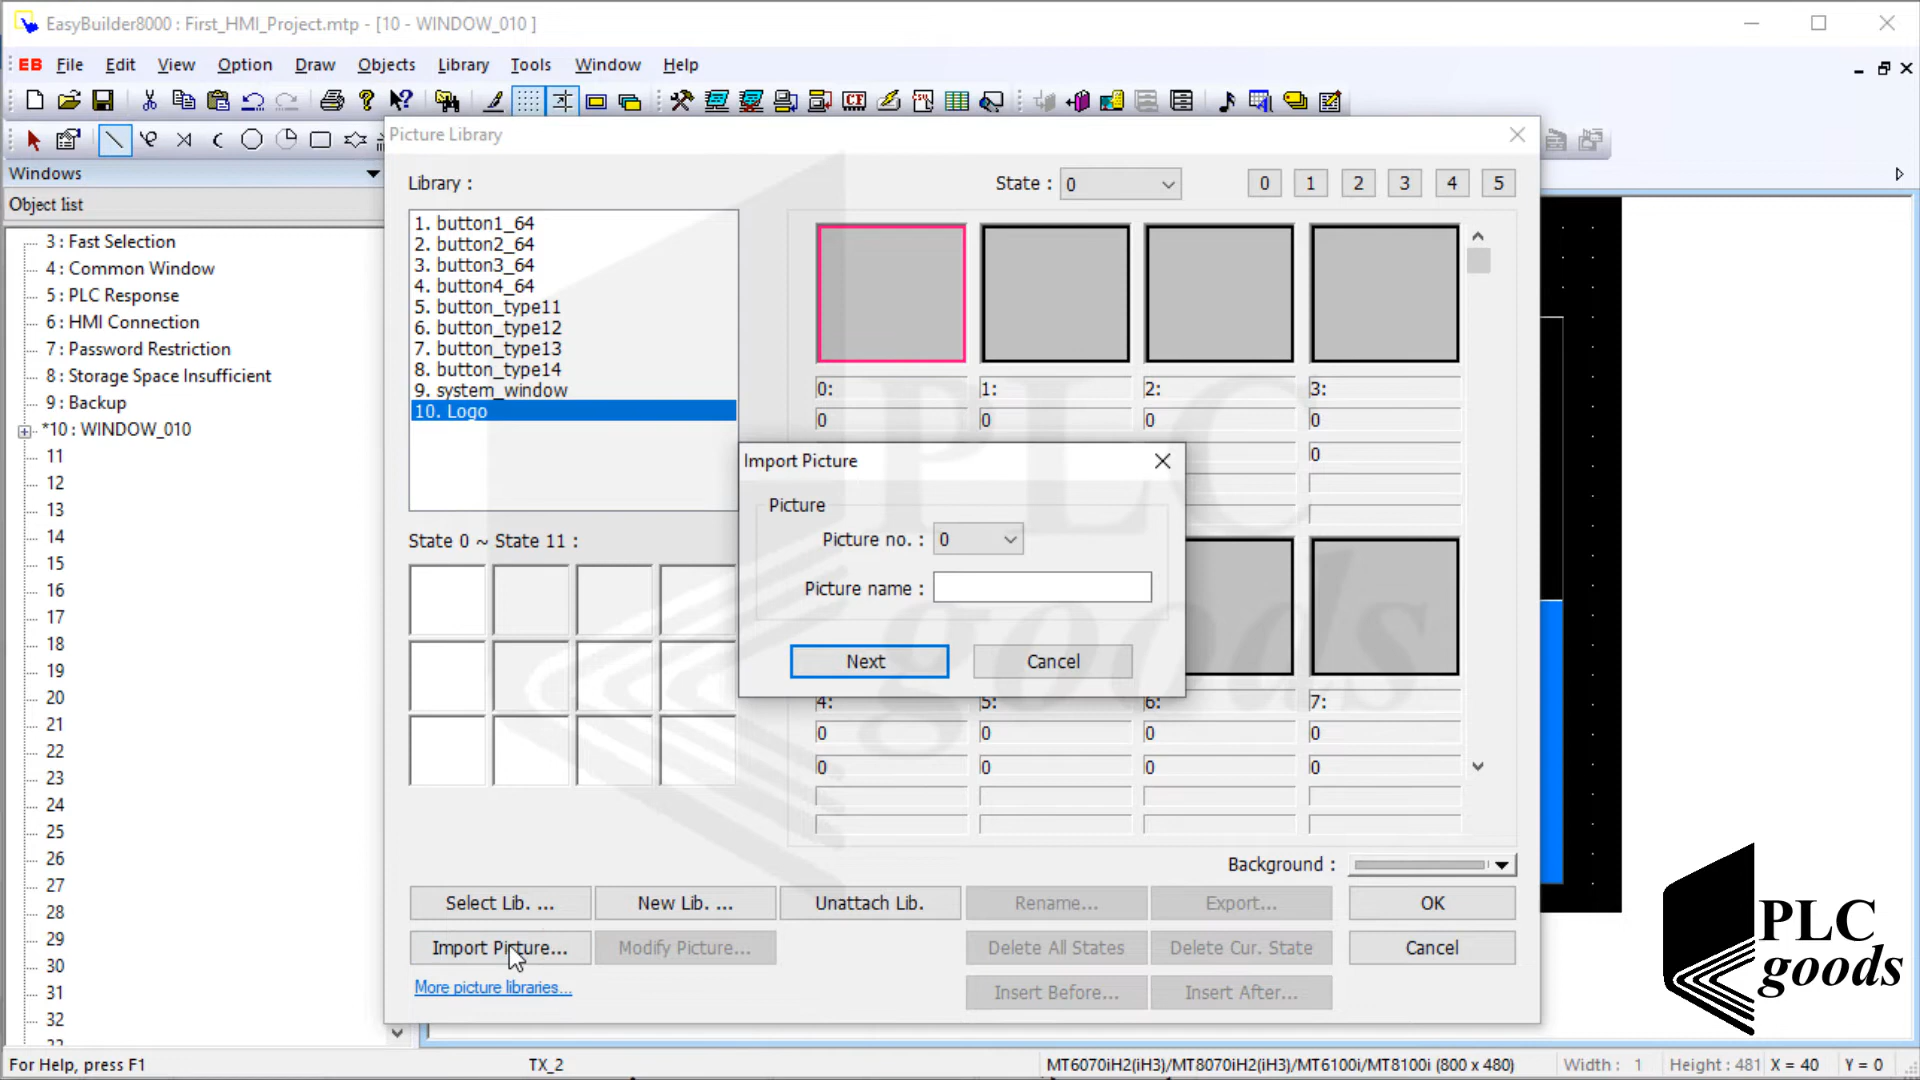 EasyBuilder8000 : First_HMI_Project.mtp - [10 - WINDOW_010 ]
EB File Edit View Option Draw Objects Library Tools Window Help
CF
Windows
Object list
3 : Fast Selection
4 : Common Window
5 : PLC Response
6 : HMI Connection
7 : Password Restriction
8 : Storage Space Insufficient
9 : Backup
*10 : WINDOW_010
11
12
13
14
15
16
17
18
19
20
21
22
23
24
25
26
27
28
29
30
31
32
Picture Library
Library :
State : 0
0 1 2 3 4 5
1. button1_64
2. button2_64
3. button3_64
4. button4_64
5. button_type11
6. button_type12
7. button_type13
8. button_type14
9. system_window
10. Logo
0: 1: 2: 3:
0 0 0 0
0
State 0 ~ State 11 :
Import Picture
Picture
Picture no. : 0
Picture name :
Next Cancel
4: 5: 6: 7:
0 0 0 0
0 0 0 0
Background :
Select Lib. ... New Lib. ... Unattach Lib. Rename... Export... OK
Import Picture... Modify Picture... Delete All States Delete Cur. State Cancel
More picture libraries...
Insert Before... Insert After...
PLC
goods
PLC
goods
For Help, press F1
TX_2
MT6070iH2(iH3)/MT8070iH2(iH3)/MT6100i/MT8100i (800 x 480)
Width : 1 Height : 481 X = 40 Y = 0